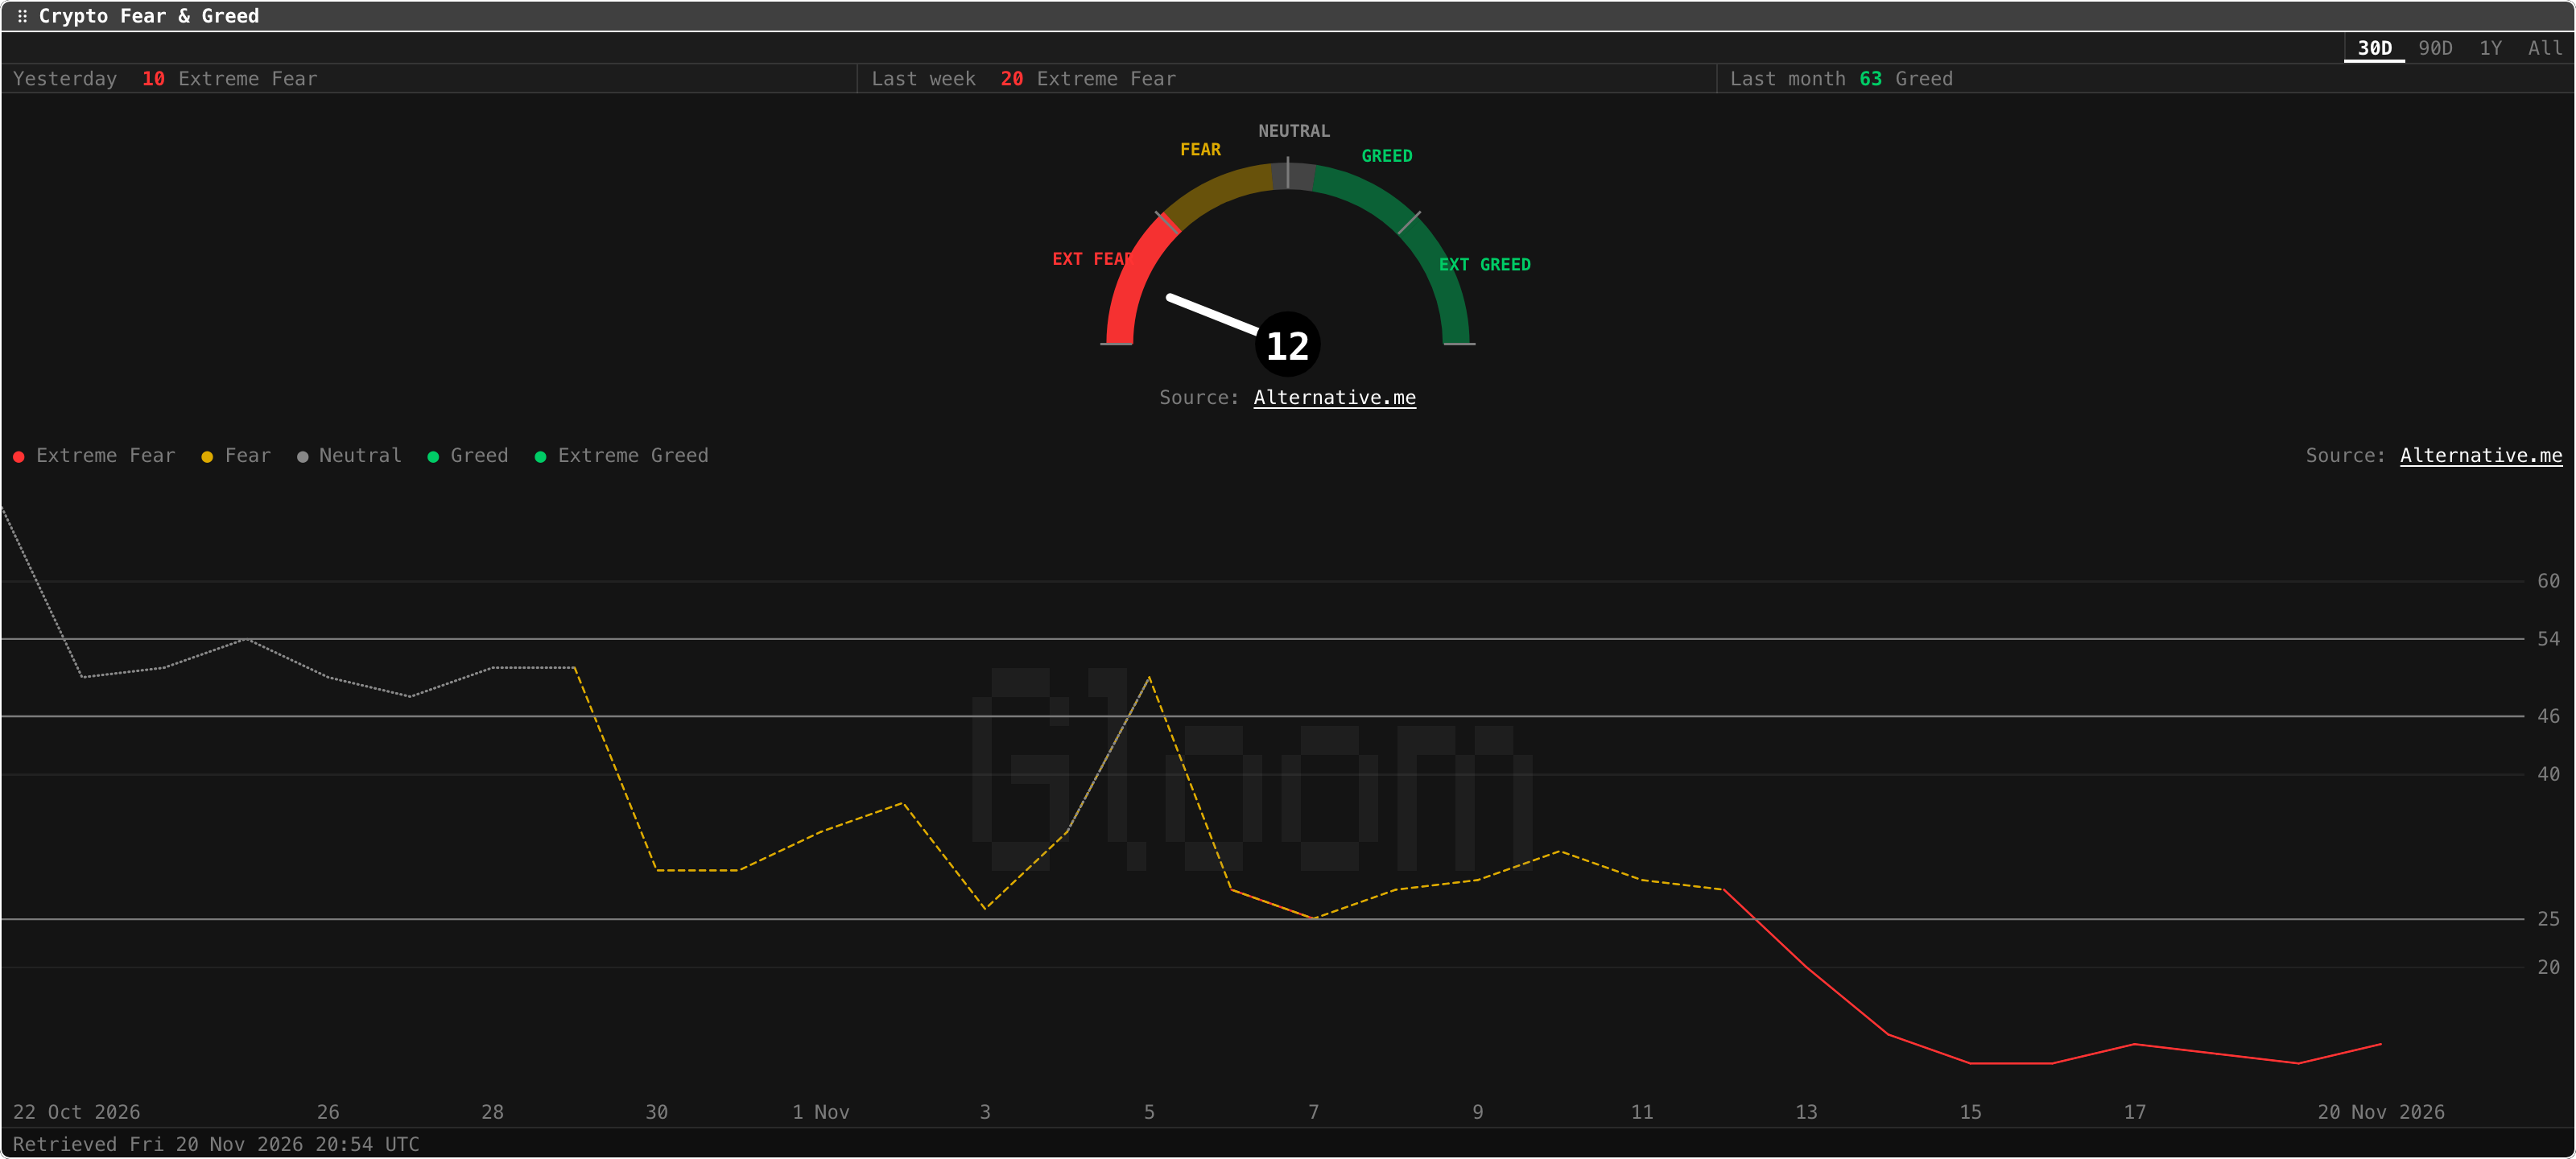 Crypto Fear & Greed
30D 90D 1Y All
Yesterday 10 Extreme Fear
Last week 20 Extreme Fear
Last month 63 Greed
NEUTRAL
FEAR
GREED
EXT FEAR
EXT GREED
12
Source: Alternative.me
Extreme Fear Fear Neutral Greed Extreme Greed
Source: Alternative.me
60
54
46
40
25
20
Gloom
22 Oct 2026 26 28 30 1 Nov 3 5 7 9 11 13 15 17 20 Nov 2026
Retrieved Fri 20 Nov 2026 20:54 UTC